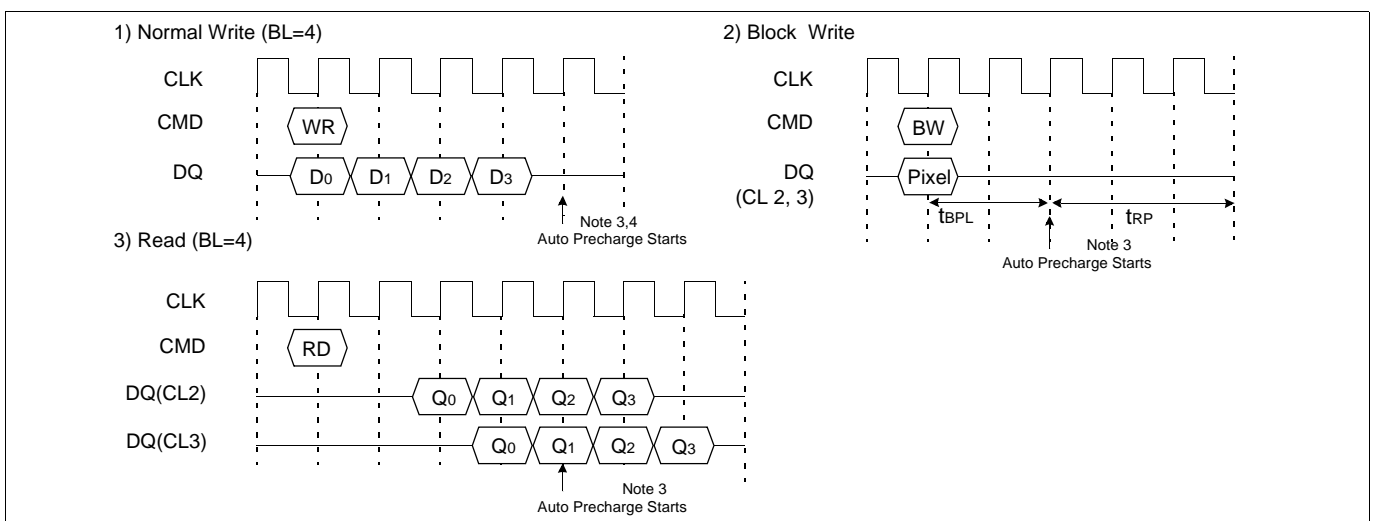 1) Normal Write (BL=4)
CLK
CMD
WR
DQ
D0 D1 D2 D3
Note 3,4
Auto Precharge Starts
2) Block Write
CLK
CMD
BW
DQ
(CL 2, 3)
Pixel
tBPL
tRP
Note 3
Auto Precharge Starts
3) Read (BL=4)
CLK
CMD
RD
DQ(CL2)
Q0 Q1 Q2 Q3
DQ(CL3)
Q0 Q1 Q2 Q3
Note 3
Auto Precharge Starts